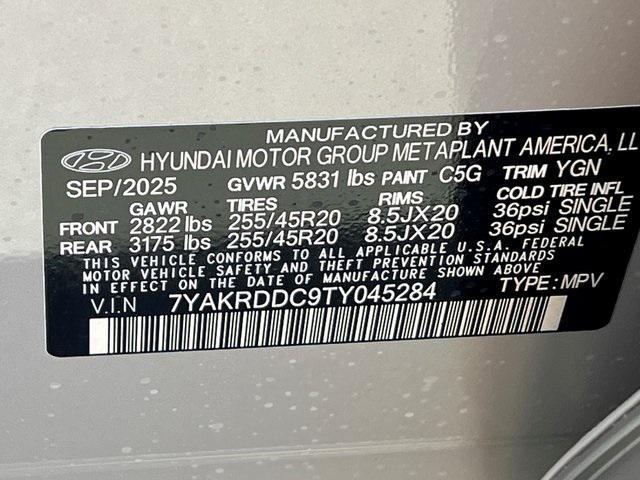 MANUFACTURED BY
HYUNDAI MOTOR GROUP METAPLANT AMERICA, LL
SEP/2025 GVWR 5831 lbs PAINT C5G TRIM YGN
GAWR TIRES RIMS COLD TIRE INFL
FRONT 2822 lbs 255/45R20 8.5JX20 36psi SINGLE
REAR 3175 lbs 255/45R20 8.5JX20 36psi SINGLE
THIS VEHICLE CONFORMS TO ALL APPLICABLE U.S.A. FEDERAL
MOTOR VEHICLE SAFETY AND THEFT PREVENTION STANDARDS
IN EFFECT ON THE DATE OF MANUFACTURE SHOWN ABOVE.
V.I.N 7YAKRDDC9TY045284 TYPE : MPV